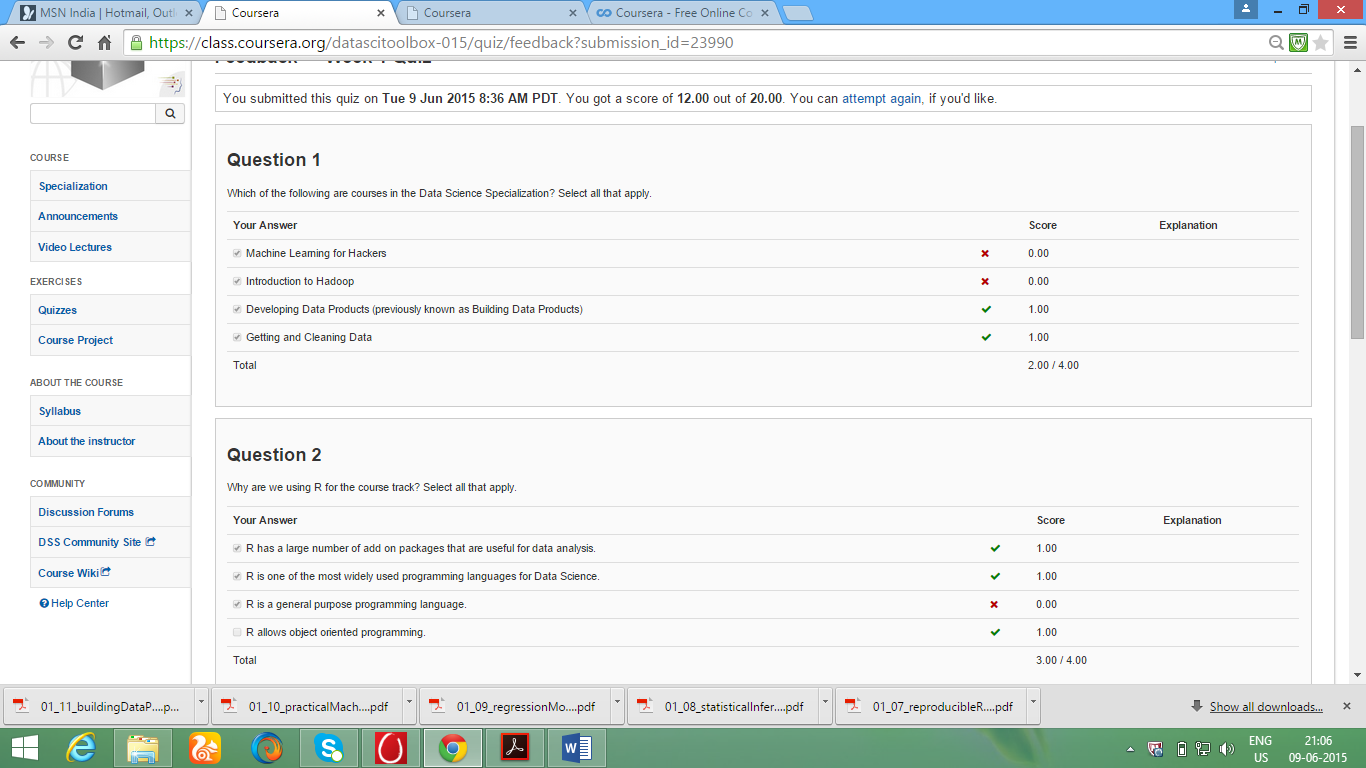 MSN India | Hotmail, Outl
Coursera
Coursera
Coursera - Free Online Co
https://class.coursera.org/datascitoolbox-015/quiz/feedback?submission_id=23990
You submitted this quiz on Tue 9 Jun 2015 8:36 AM PDT. You got a score of 12.00 out of 20.00. You can attempt again, if you'd like.
COURSE
Specialization
Announcements
Video Lectures
EXERCISES
Quizzes
Course Project
ABOUT THE COURSE
Syllabus
About the instructor
COMMUNITY
Discussion Forums
DSS Community Site
Course Wiki
Help Center
Question 1
Which of the following are courses in the Data Science Specialization? Select all that apply.
Your Answer Score Explanation
Machine Learning for Hackers 0.00
Introduction to Hadoop 0.00
Developing Data Products (previously known as Building Data Products) 1.00
Getting and Cleaning Data 1.00
Total 2.00 / 4.00
Question 2
Why are we using R for the course track? Select all that apply.
Your Answer Score Explanation
R has a large number of add on packages that are useful for data analysis. 1.00
R is one of the most widely used programming languages for Data Science. 1.00
R is a general purpose programming language. 0.00
R allows object oriented programming. 1.00
Total 3.00 / 4.00
01_11_buildingDataP....p...
01_10_practicalMach....pdf
01_09_regressionMo....pdf
01_08_statisticalInfer....pdf
01_07_reproducibleR....pdf
Show all downloads...
ENG
US
21:06
09-06-2015